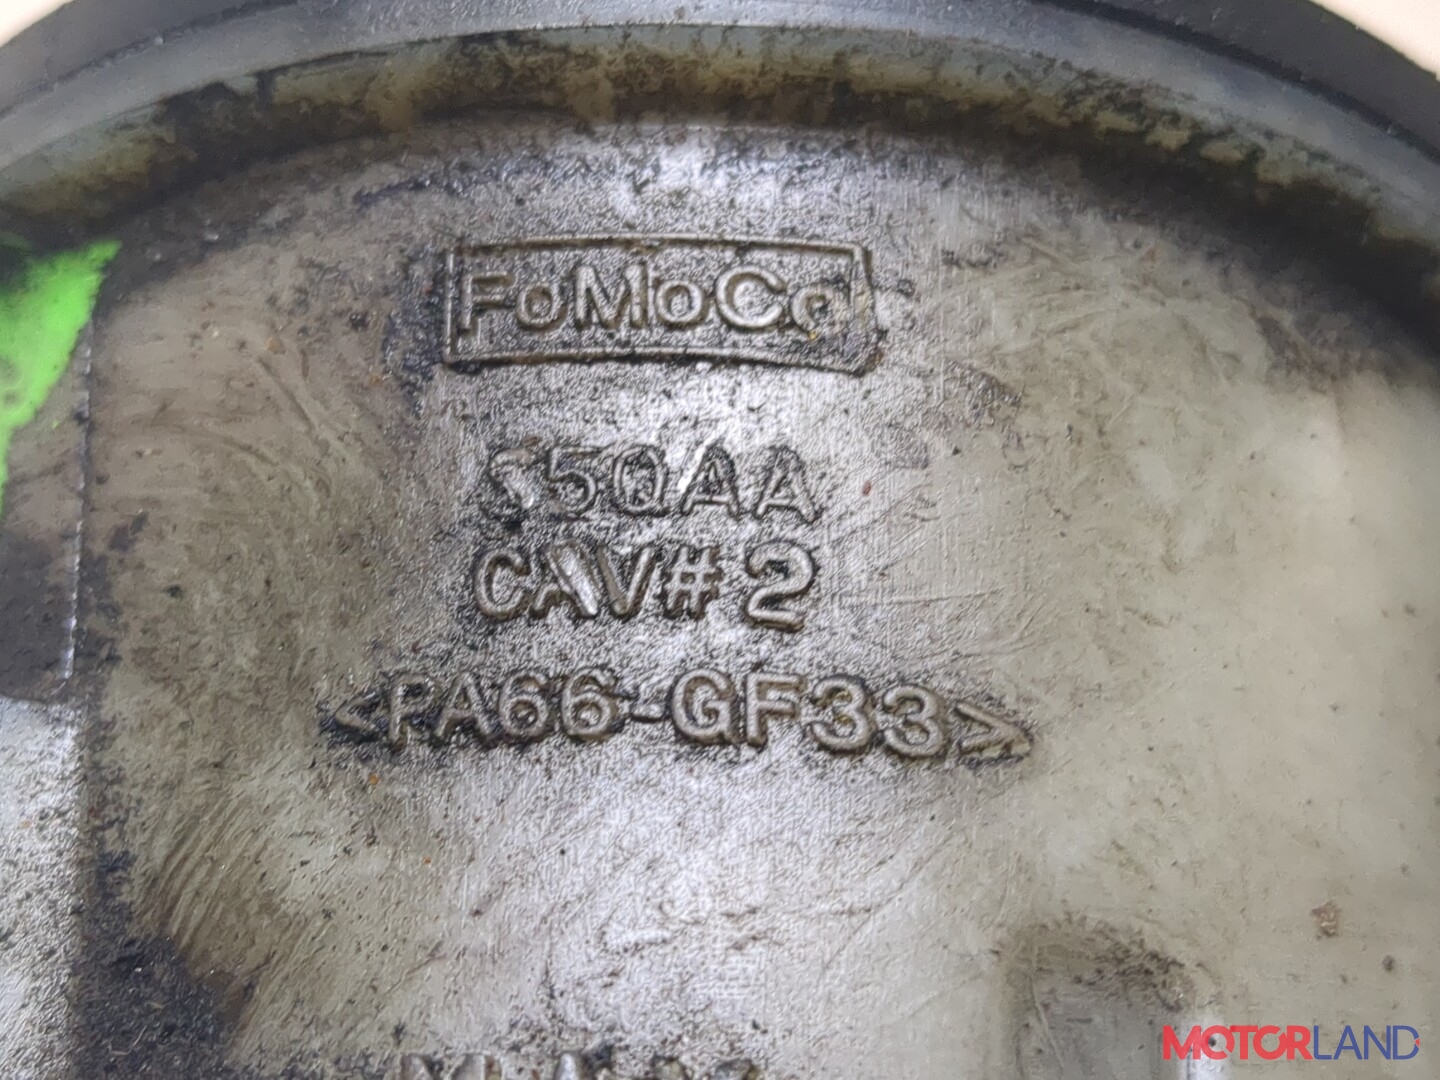 FoMoCo
S50AA
CAV# 2
<PA66-GF33>
MOTORLAND